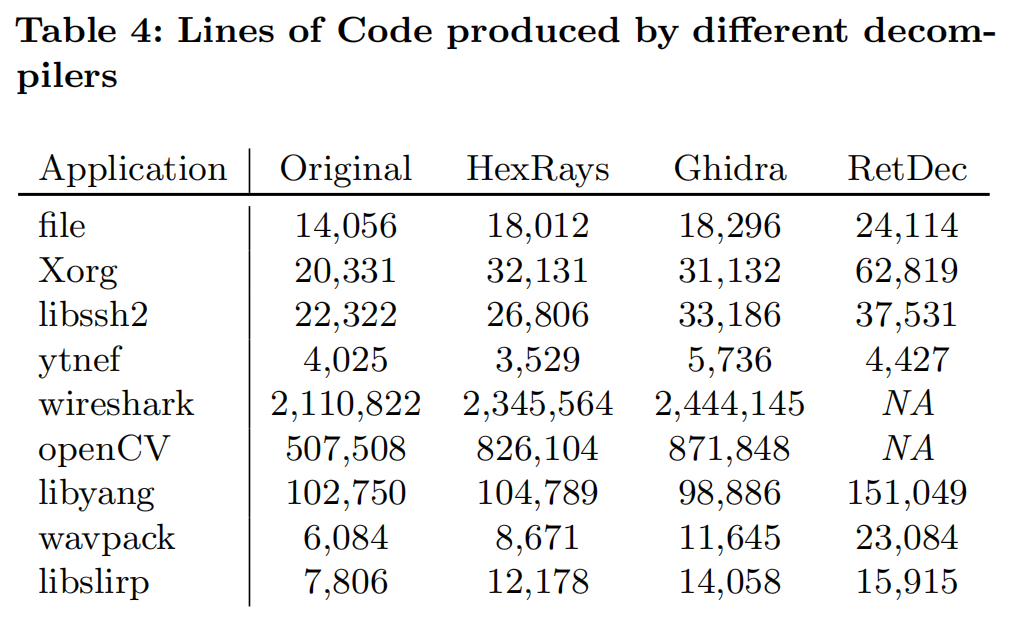 Table 4: Lines of Code produced by different decom-
pilers
Application Original HexRays Ghidra RetDec
file 14,056 18,012 18,296 24,114
Xorg 20,331 32,131 31,132 62,819
libssh2 22,322 26,806 33,186 37,531
ytnef 4,025 3,529 5,736 4,427
wireshark 2,110,822 2,345,564 2,444,145 NA
openCV 507,508 826,104 871,848 NA
libyang 102,750 104,789 98,886 151,049
wavpack 6,084 8,671 11,645 23,084
libslirp 7,806 12,178 14,058 15,915